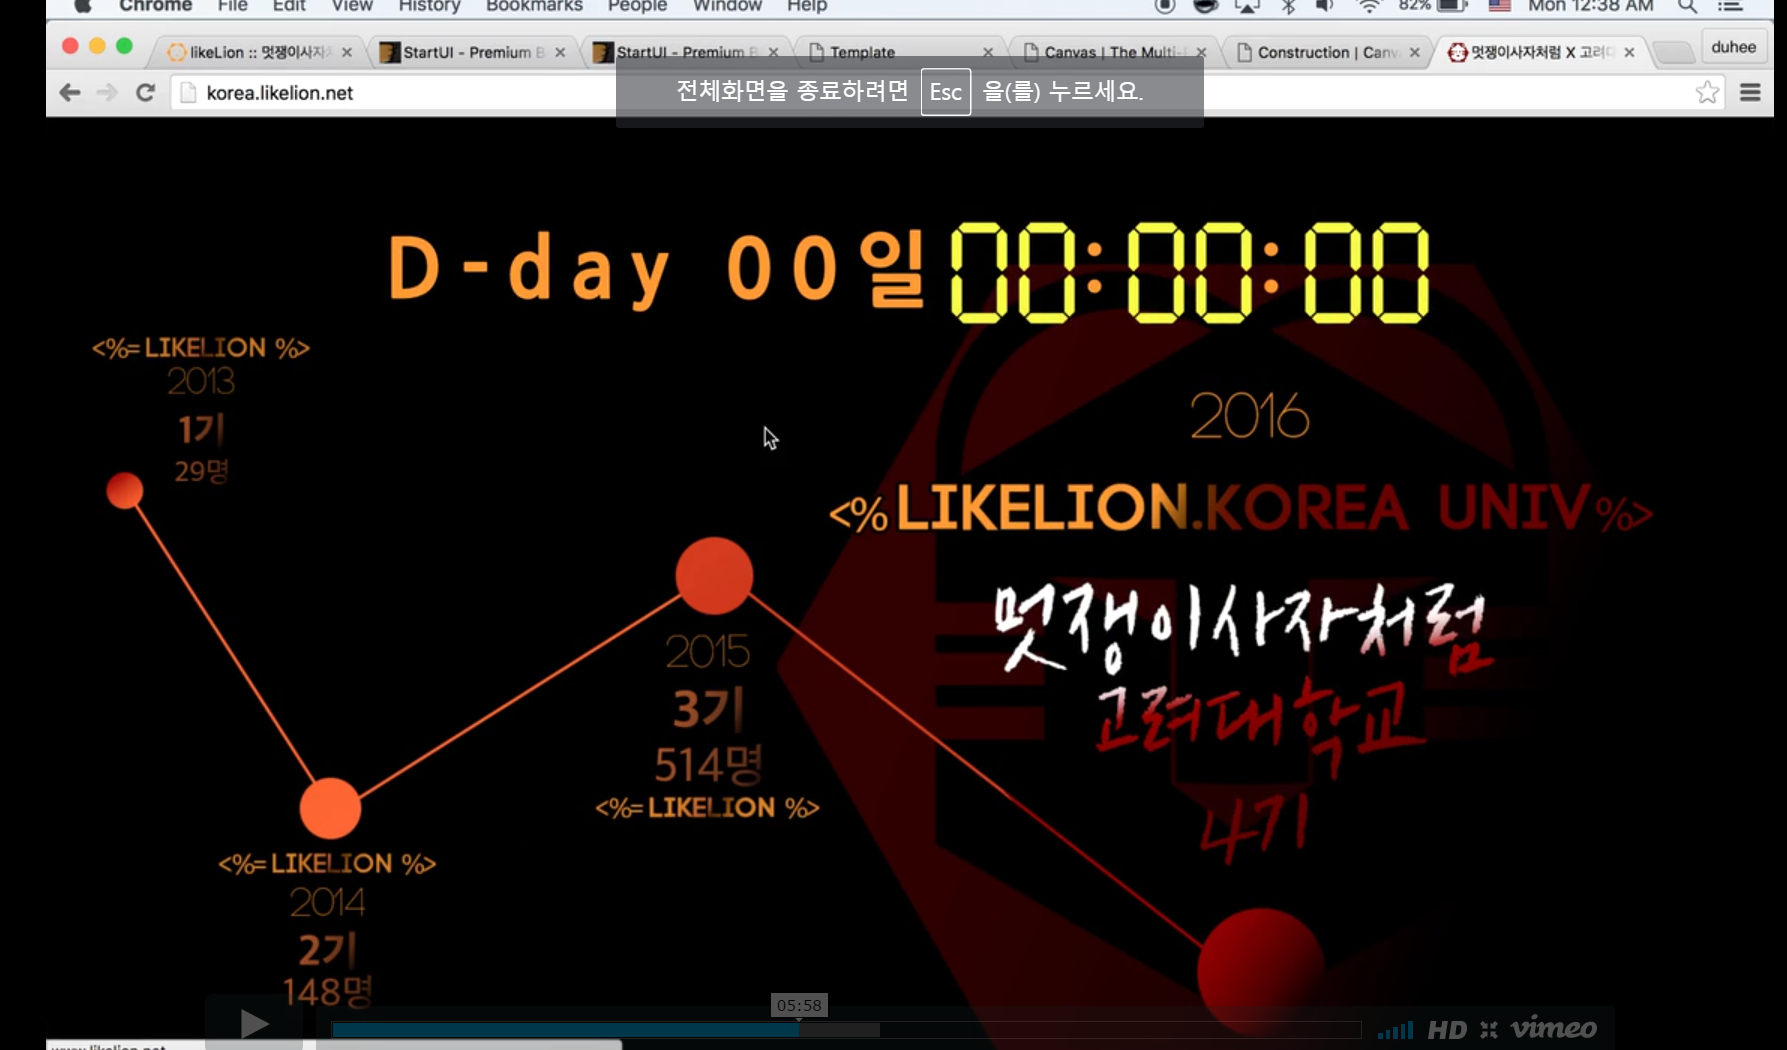 Chrome File Edit View History Bookmarks People Window Help 82% Mon 12:38 AM
likeLion :: 멋쟁이사자 StartUI - Premium B StartUI - Premium B Template Canvas | The Multi- Construction | Canv 멋쟁이사자처럼 X 고려대 duhee
korea.likelion.net
전체화면을 종료하려면 Esc 을(를) 누르세요.
D-day 00일 00:00:00
<%= LIKELION %>
2013
1기
29명
2016
<% LIKELION.KOREA UNIV %>
멋쟁이사자처럼
고려대학교
4기
2015
3기
514명
<%= LIKELION %>
<%= LIKELION %>
2014
2기
148명
05:58
HD vimeo
www.likelion.net